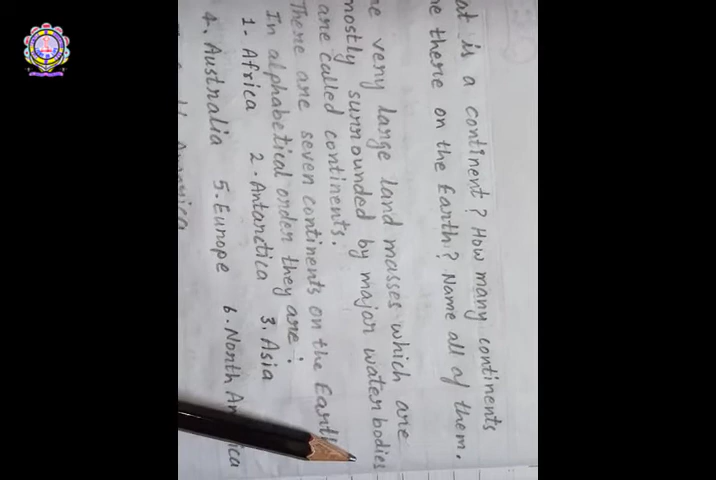 at is a continent? How many continents
re there on the Earth? Name all of them.
he very large land masses which are
mostly surrounded by major water bodies
are called continents.
There are seven continents on the Earth
In alphabetical order they are:
1. Africa 2. Antarctica 3. Asia
4. Australia 5. Europe 6. North